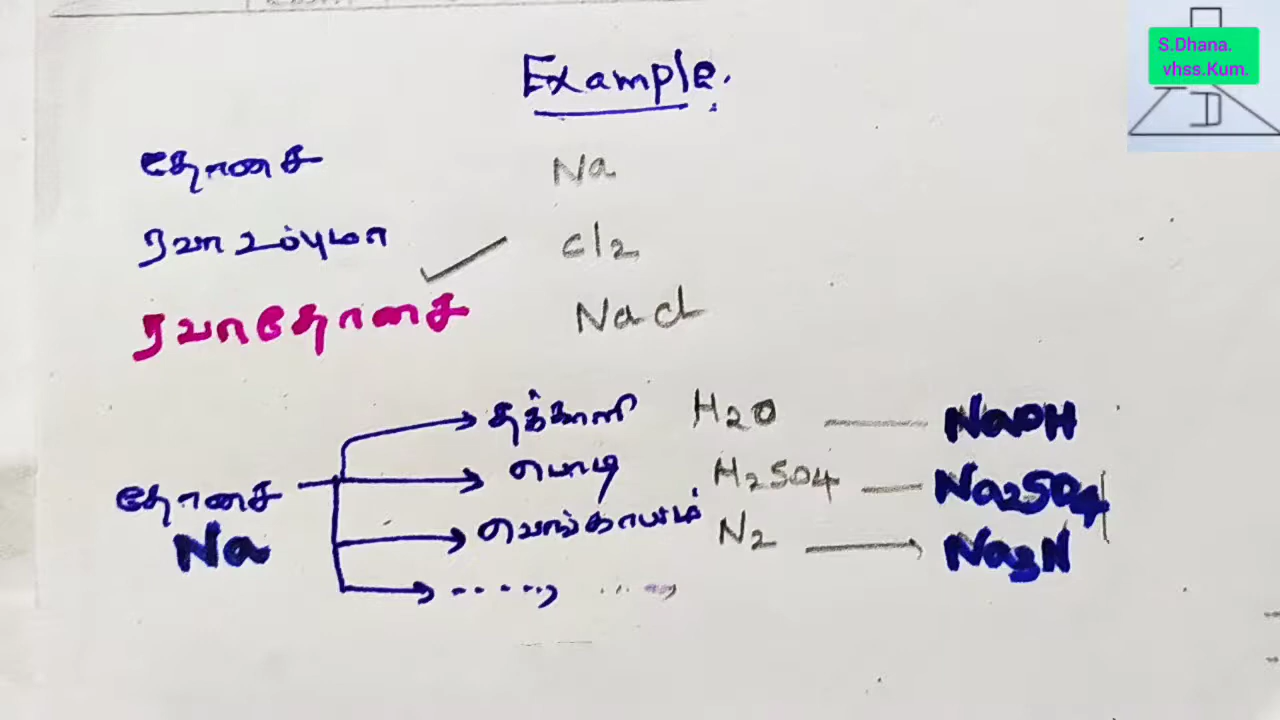 S.Dhana.
vhss.Kum.
Example.
தோசை Na
ரவா உப்புமா Cl2
ரவாதோசை NaCl
தக்காளி H2O NaOH
பொடி H2SO4 Na2SO4
தோசை
வெங்காயம் N2 Na3N
Na